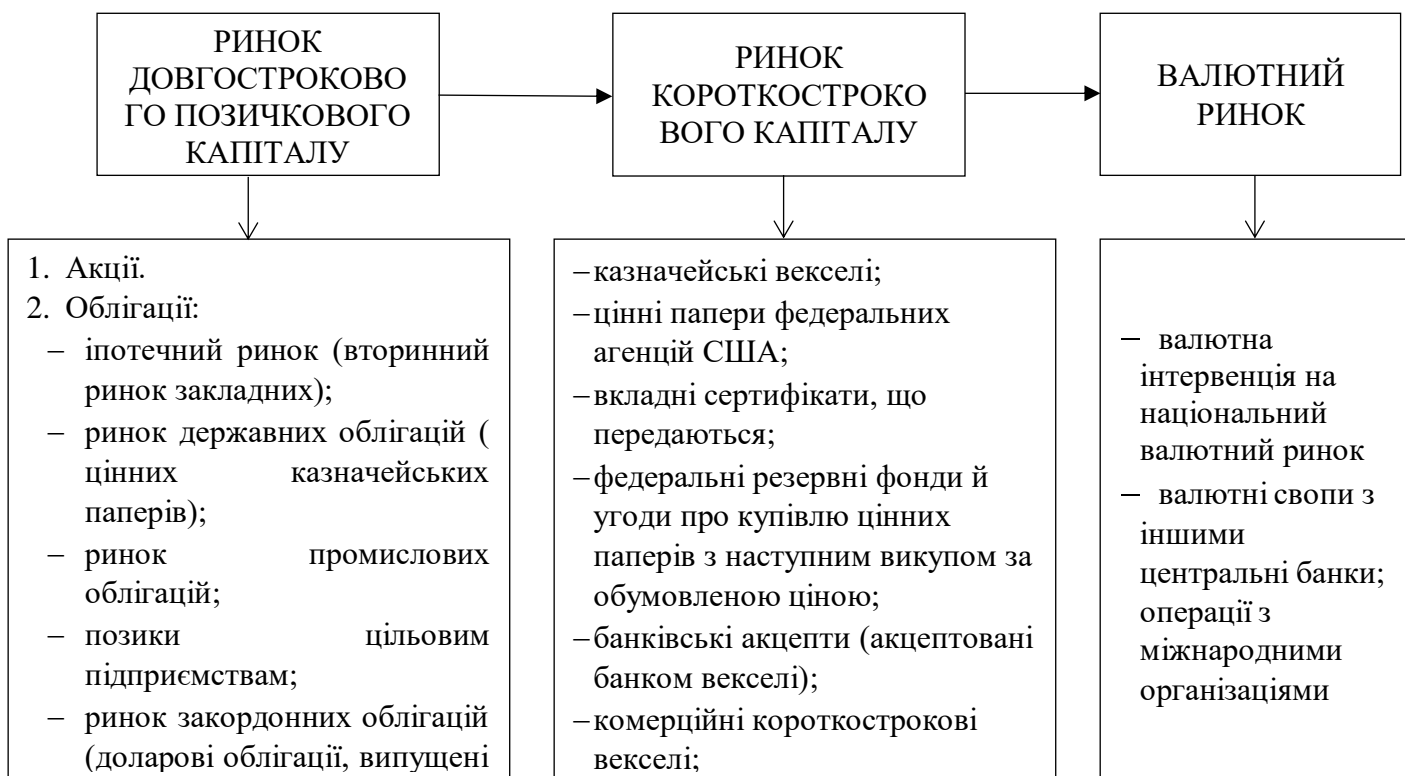 РИНОК
ДОВГОСТРОКОВО
ГО ПОЗИЧКОВОГО
КАПІТАЛУ
РИНОК
КОРОТКОСТРОКО
ВОГО КАПІТАЛУ
ВАЛЮТНИЙ
РИНОК
1. Акції.
2. Облігації:
– іпотечний ринок (вторинний
ринок закладних);
– ринок державних облігацій (
цінних казначейських
паперів);
– ринок промислових
облігацій;
– позики цільовим
підприємствам;
– ринок закордонних облігацій
(доларові облігації, випущені
–казначейські векселі;
–цінні папери федеральних
агенцій США;
–вкладні сертифікати, що
передаються;
–федеральні резервні фонди й
угоди про купівлю цінних
паперів з наступним викупом за
обумовленою ціною;
–банківські акцепти (акцептовані
банком векселі);
–комерційні короткострокові
векселі;
– валютна
інтервенція на
національний
валютний ринок
– валютні свопи з
іншими
центральні банки;
операції з
міжнародними
організаціями